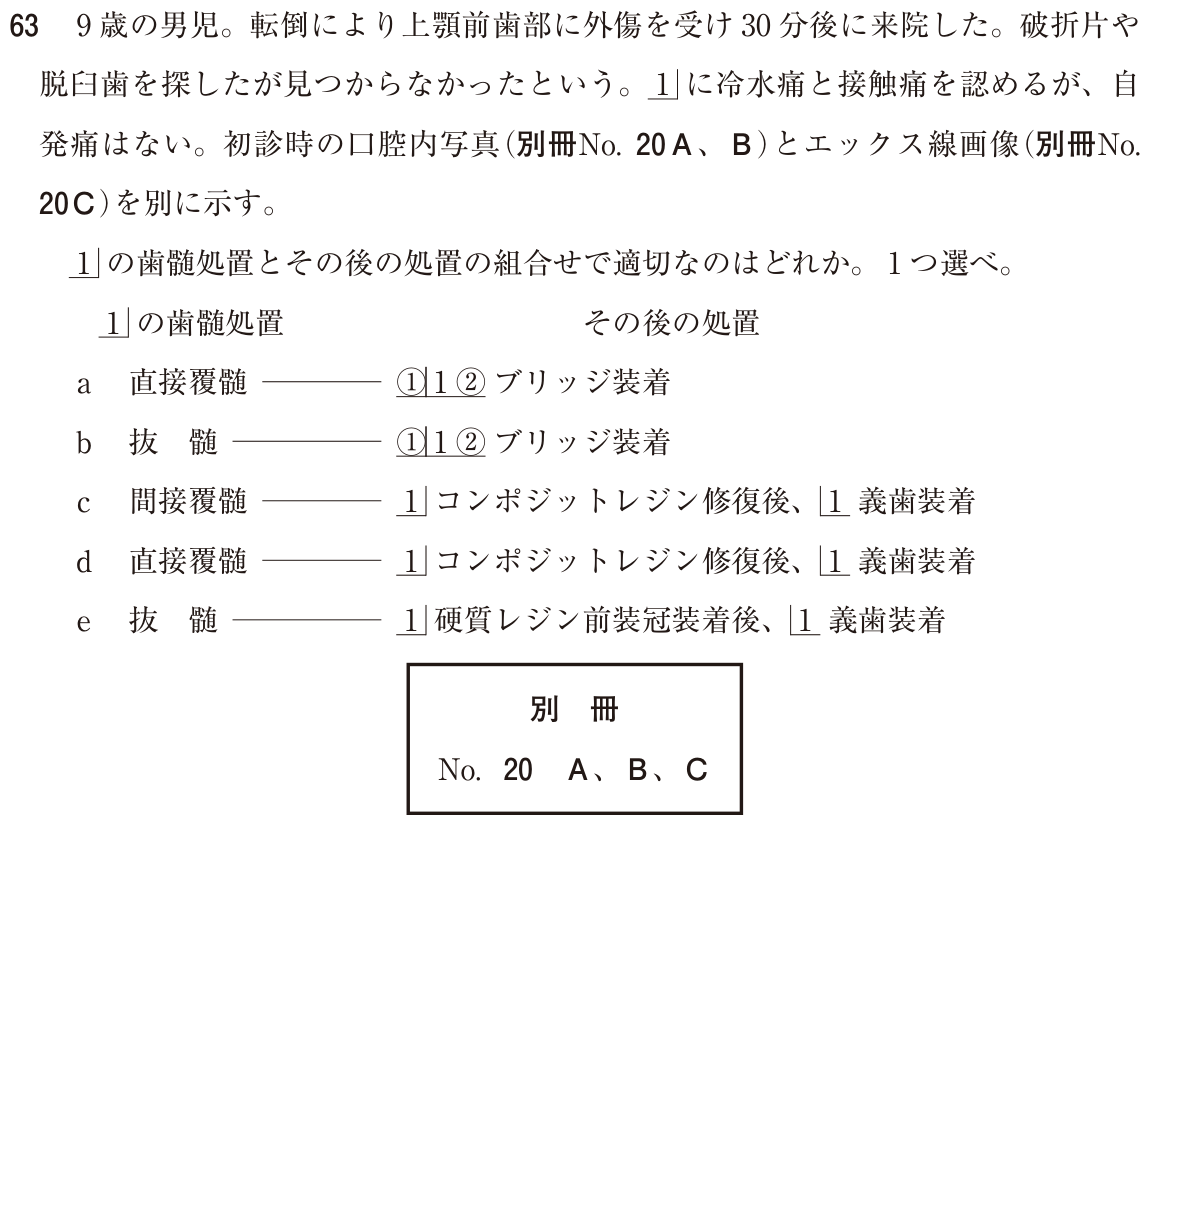 63 9歳の男児。転倒により上顎前歯部に外傷を受け30分後に来院した。破折片や
脱臼歯を探したが見つからなかったという。1|に冷水痛と接触痛を認めるが、自
発痛はない。初診時の口腔内写真(別冊No. 20A、B)とエックス線画像(別冊No.
20C)を別に示す。
1|の歯髄処置とその後の処置の組合せで適切なのはどれか。1つ選べ。
1|の歯髄処置 その後の処置
a 直接覆髄 ―――― ①|1② ブリッジ装着
b 抜 髄 ――――― ①|1② ブリッジ装着
c 間接覆髄 ―――― 1|コンポジットレジン修復後、|1 義歯装着
d 直接覆髄 ―――― 1|コンポジットレジン修復後、|1 義歯装着
e 抜 髄 ――――― 1|硬質レジン前装冠装着後、|1 義歯装着
別 冊
No. 20 A、B、C